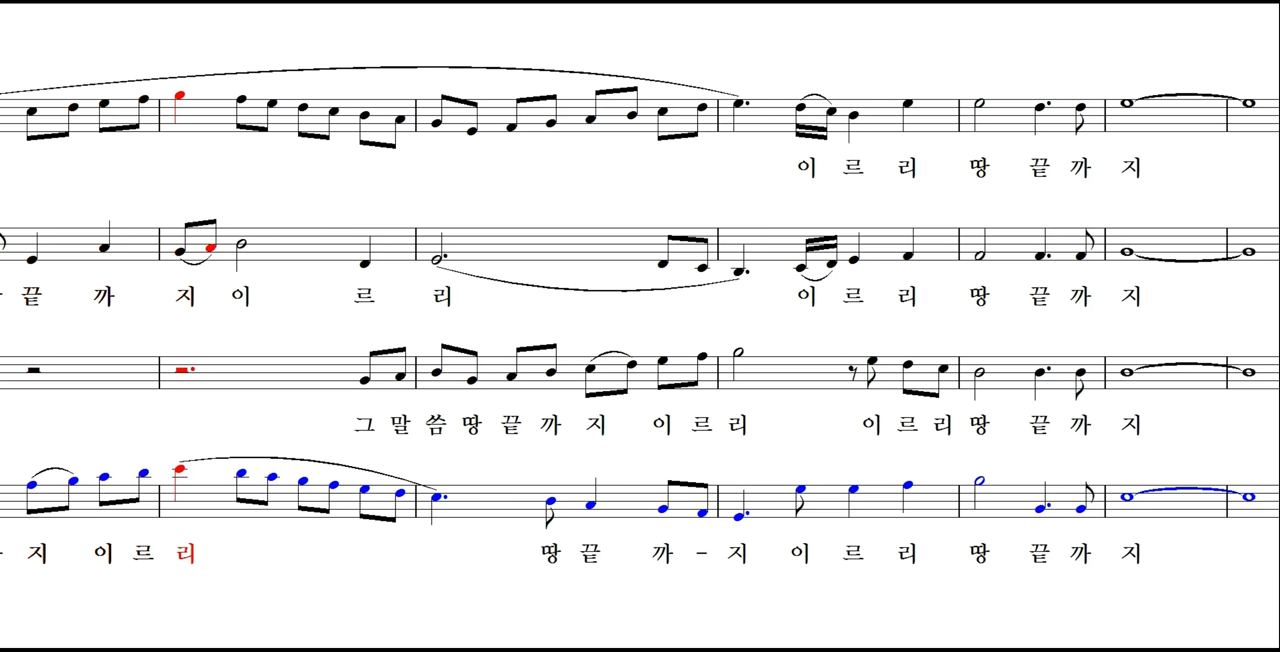 이르리 땅 끝까지
끝 까 지이 르 리 이르리 땅 끝까지
그말씀땅끝까지 이르리 이르리땅 끝까지
지 이르리 땅끝 까-지 이르리 땅 끝까지